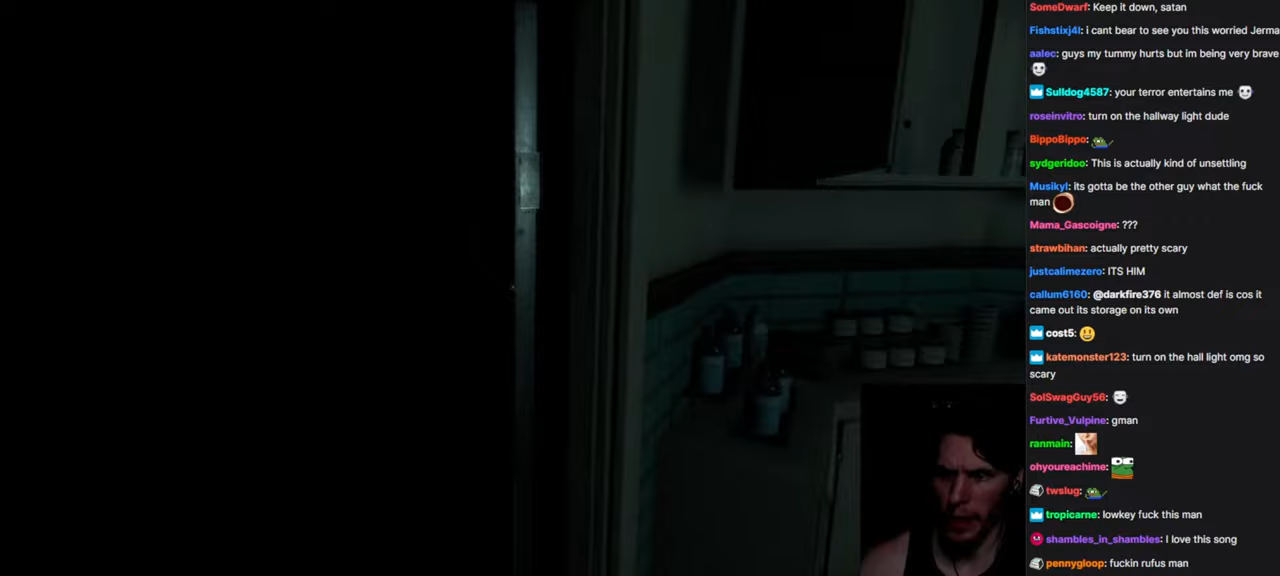 SomeDwarf: Keep it down, satan
Fishstixj4l: i cant bear to see you this worried Jerma
aalec: guys my tummy hurts but im being very brave
Sulldog4587: your terror entertains me
roseinvitro: turn on the hallway light dude
BippoBippo:
sydgeridoo: This is actually kind of unsettling
Musikyl: its gotta be the other guy what the fuck
man
Mama_Gascoigne: ???
strawbihan: actually pretty scary
justcalimezero: ITS HIM
callum6160: @darkfire376 it almost def is cos it
came out its storage on its own
cost5:
katemonster123: turn on the hall light omg so
scary
SolSwagGuy56:
Furtive_Vulpine: gman
ranmain:
ohyoureachime:
twslug:
tropicarne: lowkey fuck this man
shambles_in_shambles: I love this song
pennygloop: fuckin rufus man